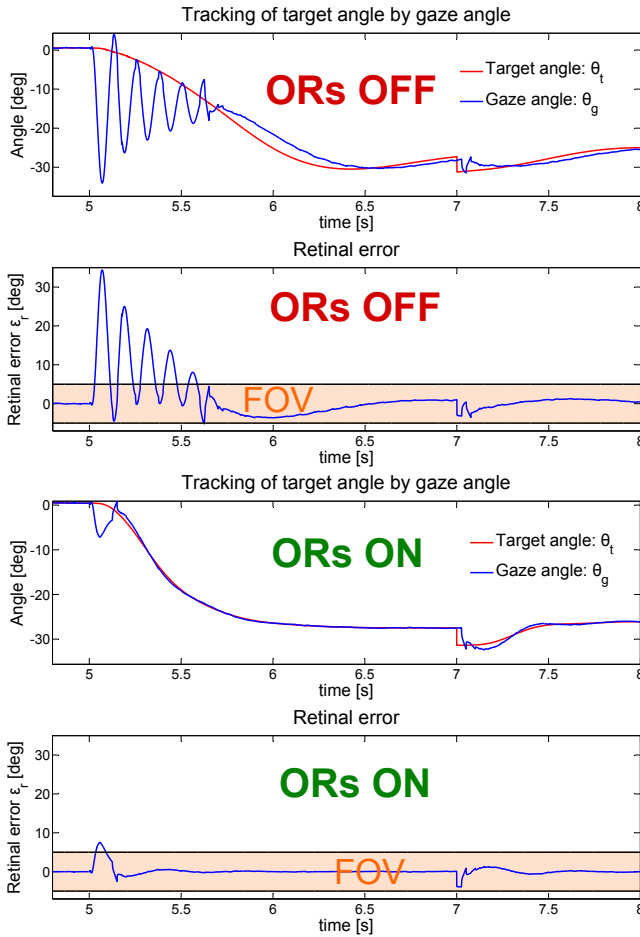 Tracking of target angle by gaze angle
Angle [deg]
0
-10
-20
-30
ORs OFF
Target angle: θt
Gaze angle: θg
5 5.5 6 6.5 7 7.5 8
time [s]
Retinal error
Retinal error εr [deg]
30
20
10
0
ORs OFF
FOV
5 5.5 6 6.5 7 7.5 8
time [s]
Tracking of target angle by gaze angle
Angle [deg]
0
-10
-20
-30
ORs ON
Target angle: θt
Gaze angle: θg
5 5.5 6 6.5 7 7.5 8
time [s]
Retinal error
Retinal error εr [deg]
30
20
10
0
ORs ON
FOV
5 5.5 6 6.5 7 7.5 8
time [s]